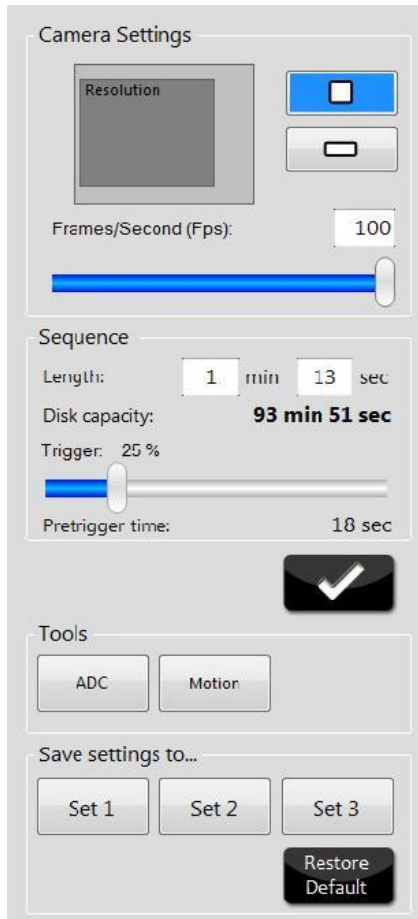 Camera Settings
Resolution
Frames/Second (Fps): 100
Sequence
Length: 1 min 13 sec
Disk capacity: 93 min 51 sec
Trigger: 25 %
Pretrigger time: 18 sec
Tools
ADC Motion
Save settings to...
Set 1 Set 2 Set 3
Restore
Default